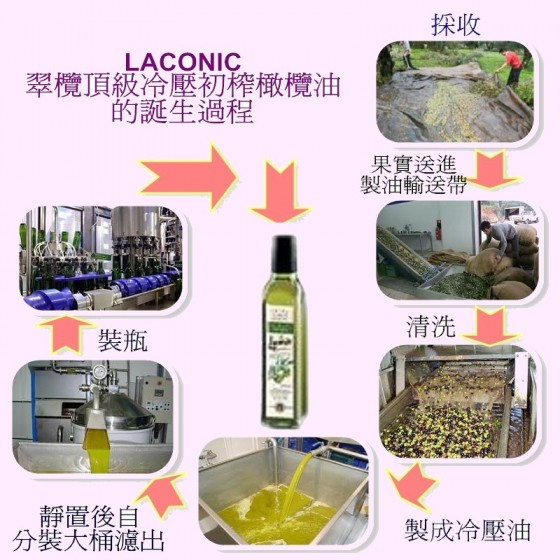 LACONIC
翠欖頂級冷壓初榨橄欖油
的誕生過程
採收
果實送進
製油輸送帶
清洗
製成冷壓油
靜置後自
分裝大桶濾出
裝瓶